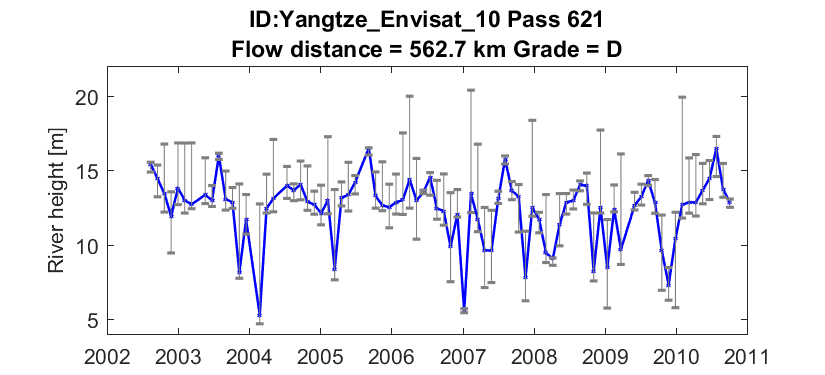 ID:Yangtze_Envisat_10 Pass 621
Flow distance = 562.7 km Grade = D
River height [m]
20
15
10
5
2002 2003 2004 2005 2006 2007 2008 2009 2010 2011